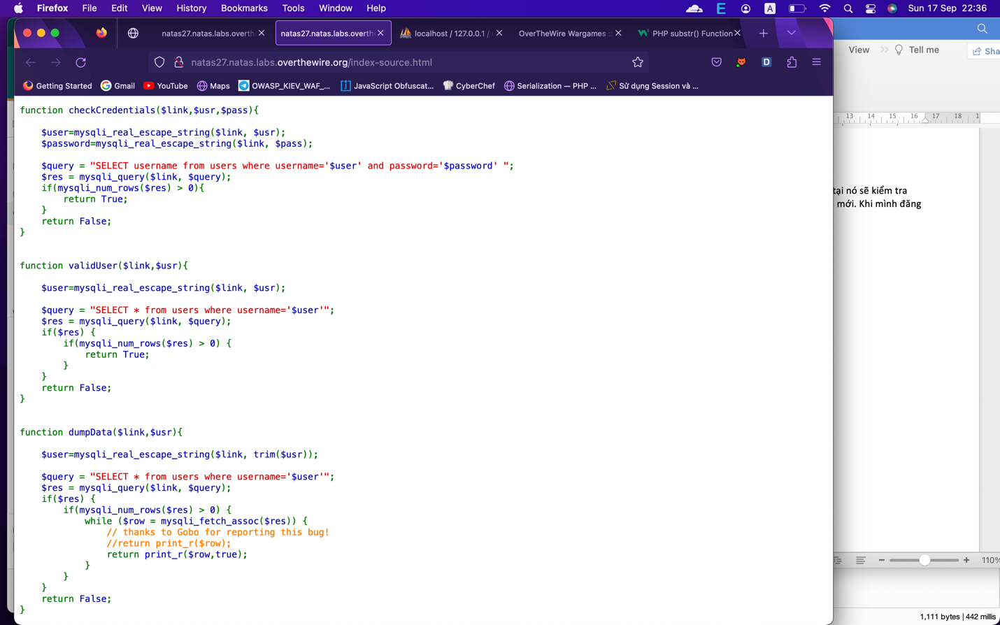 Firefox File Edit View History Bookmarks Tools Window Help
E A Sun 17 Sep 22:36
natas27.natas.labs.overth
natas27.natas.labs.overth
localhost / 127.0.0.1 /
OverTheWire Wargames ::
PHP substr() Function
natas27.natas.labs.overthewire.org/index-source.html
D
Getting Started Gmail YouTube Maps OWASP_KIEV_WAF_... JavaScript Obfuscat... CyberChef Serialization — PHP ... Sử dụng Session và ...
function checkCredentials($link,$usr,$pass){
$user=mysqli_real_escape_string($link, $usr);
$password=mysqli_real_escape_string($link, $pass);
$query = "SELECT username from users where username='$user' and password='$password' ";
$res = mysqli_query($link, $query);
if(mysqli_num_rows($res) > 0){
return True;
}
return False;
}
function validUser($link,$usr){
$user=mysqli_real_escape_string($link, $usr);
$query = "SELECT * from users where username='$user'";
$res = mysqli_query($link, $query);
if($res) {
if(mysqli_num_rows($res) > 0) {
return True;
}
}
return False;
}
function dumpData($link,$usr){
$user=mysqli_real_escape_string($link, trim($usr));
$query = "SELECT * from users where username='$user'";
$res = mysqli_query($link, $query);
if($res) {
if(mysqli_num_rows($res) > 0) {
while ($row = mysqli_fetch_assoc($res)) {
// thanks to Gobo for reporting this bug!
//return print_r($row);
return print_r($row,true);
}
}
}
return False;
}
View Tell me Sha
13 14 15 16 17 18 1
tại nó sẽ kiểm tra
mới. Khi mình đăng
110%
1,111 bytes | 442 millis